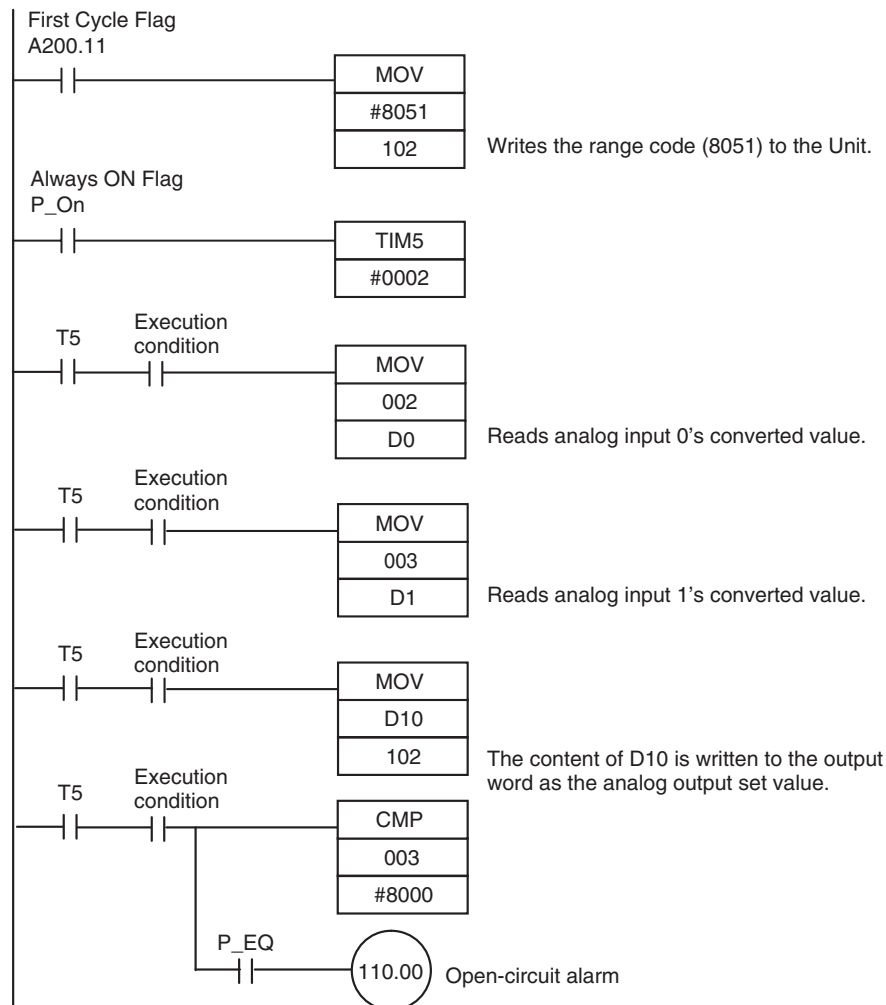 First Cycle Flag
A200.11
MOV
#8051
102
Writes the range code (8051) to the Unit.
Always ON Flag
P_On
TIM5
#0002
T5
Execution
condition
MOV
002
D0
Reads analog input 0's converted value.
T5
Execution
condition
MOV
003
D1
Reads analog input 1's converted value.
T5
Execution
condition
MOV
D10
102
The content of D10 is written to the output
word as the analog output set value.
T5
Execution
condition
CMP
003
#8000
P_EQ
110.00
Open-circuit alarm